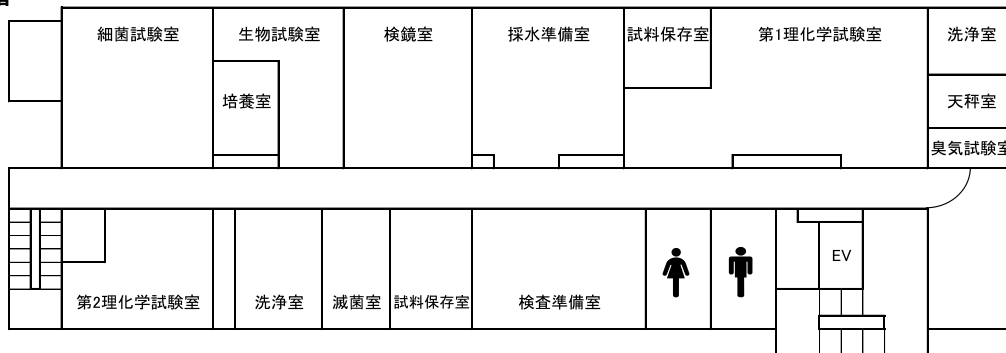 細菌試験室
生物試験室
検鏡室
採水準備室
試料保存室
第1理化学試験室
洗浄室
培養室
天秤室
臭気試験室
EV
第2理化学試験室
洗浄室
滅菌室
試料保存室
検査準備室